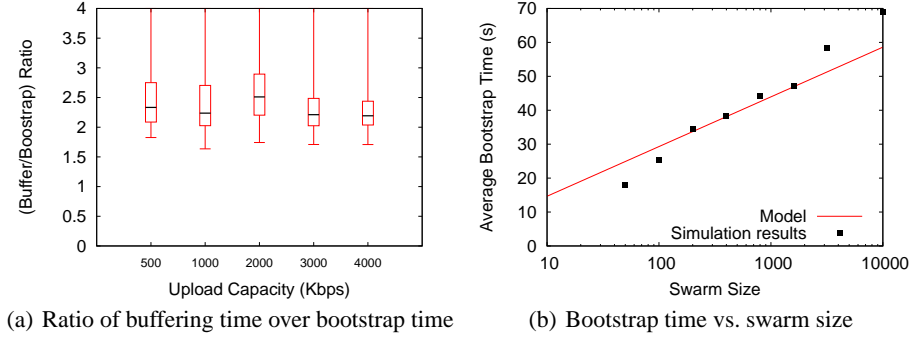 4
3.5
3
2.5
2
1.5
1
0.5
0
(Buffer/Boostrap) Ratio
500 1000 2000 3000 4000
Upload Capacity (Kbps)
(a) Ratio of buffering time over bootstrap time
70
60
50
40
30
20
10
0
Average Bootstrap Time (s)
Model
Simulation results
10 100 1000 10000
Swarm Size
(b) Bootstrap time vs. swarm size